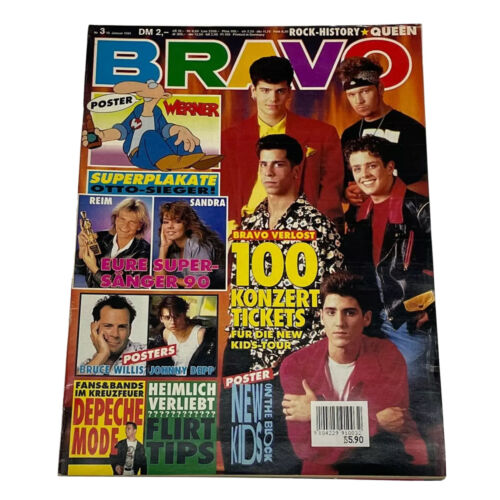 Nr. 3
DM 2,–
ROCK-HISTORY ★ QUEEN
BRAVO
POSTER
WERNER
SUPERPLAKATE
OTTO-SIEGER!
REIM
SANDRA
EURE SUPER-
SÄNGER 90
BRAVO VERLOST
100
KONZERT
TICKETS
FÜR DIE NEW
KIDS-TOUR
POSTERS
BRUCE WILLIS
JOHNNY DEPP
FANS & BANDS
IM KREUZFEUER
DEPECHE
MODE
HEIMLICH
VERLIEBT
????????????
FLIRT
TIPS
POSTER
NEW
KIDS
ON THE BLOCK